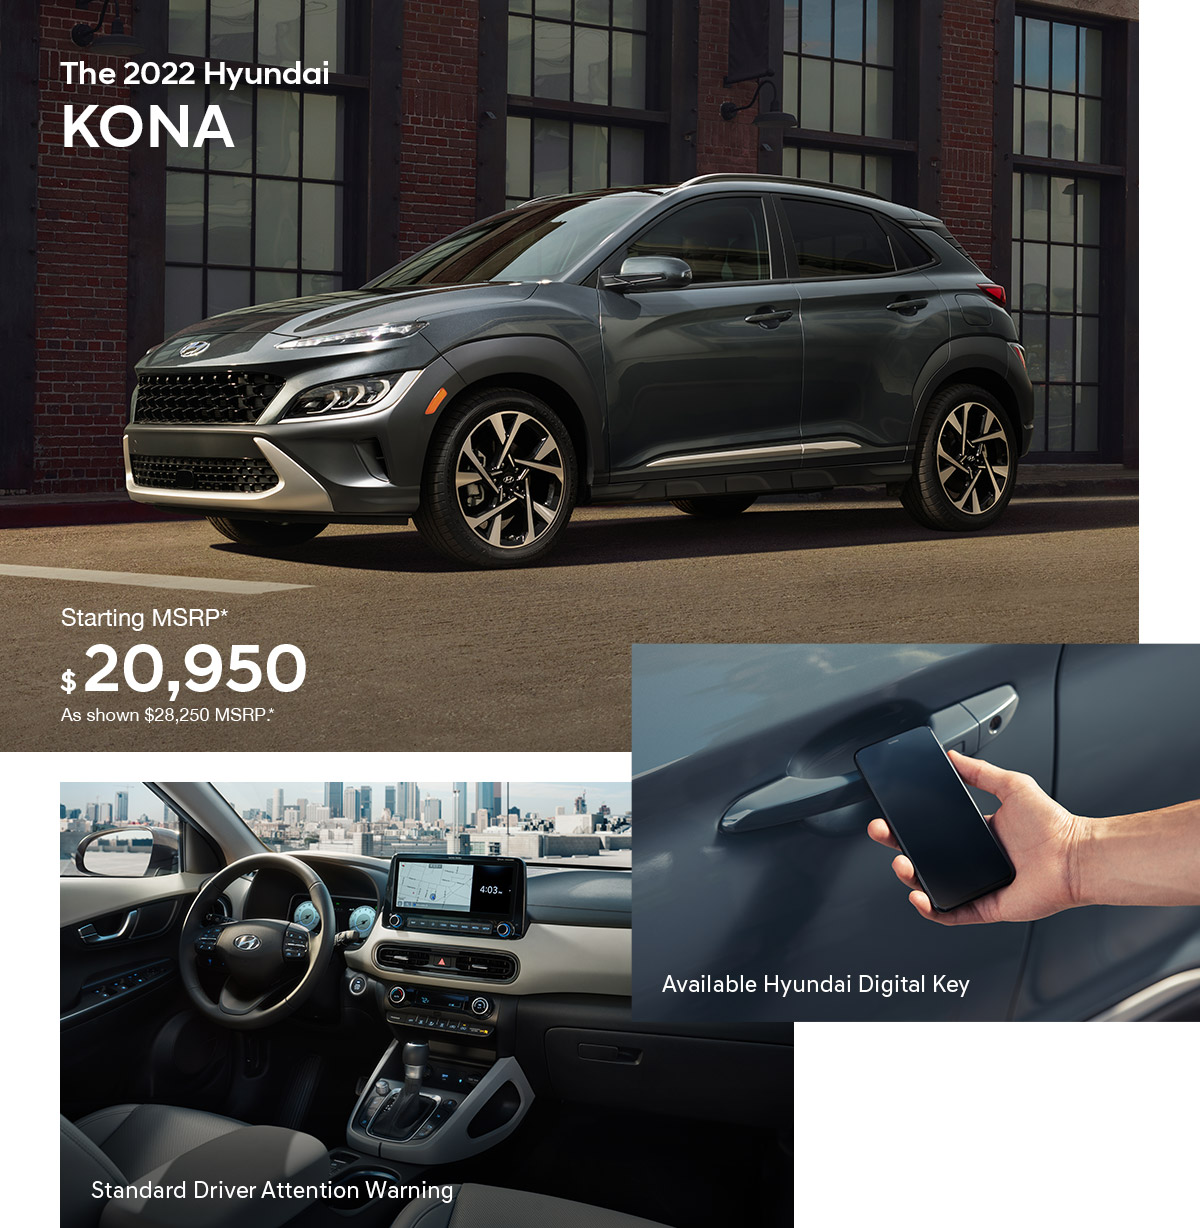 The 2022 Hyundai
KONA
Starting MSRP*
$20,950
As shown $28,250 MSRP.*
4:03
Available Hyundai Digital Key
Standard Driver Attention Warning